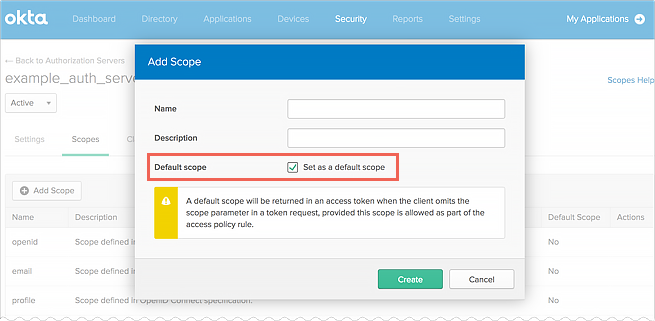 okta Dashboard Directory Applications Devices Security Reports Settings My Applications
← Back to Authorization Servers
example_auth_serve
Scopes Help
Active
Settings Scopes Cl
Add Scope
Name Description Default Scope Actions
openid Scope defined in No
email Scope defined in No
profile Scope defined in OpenID Connect specification. No
Add Scope
Name
Description
Default scope Set as a default scope
A default scope will be returned in an access token when the client omits the
scope parameter in a token request, provided this scope is allowed as part of the
access policy rule.
Create Cancel